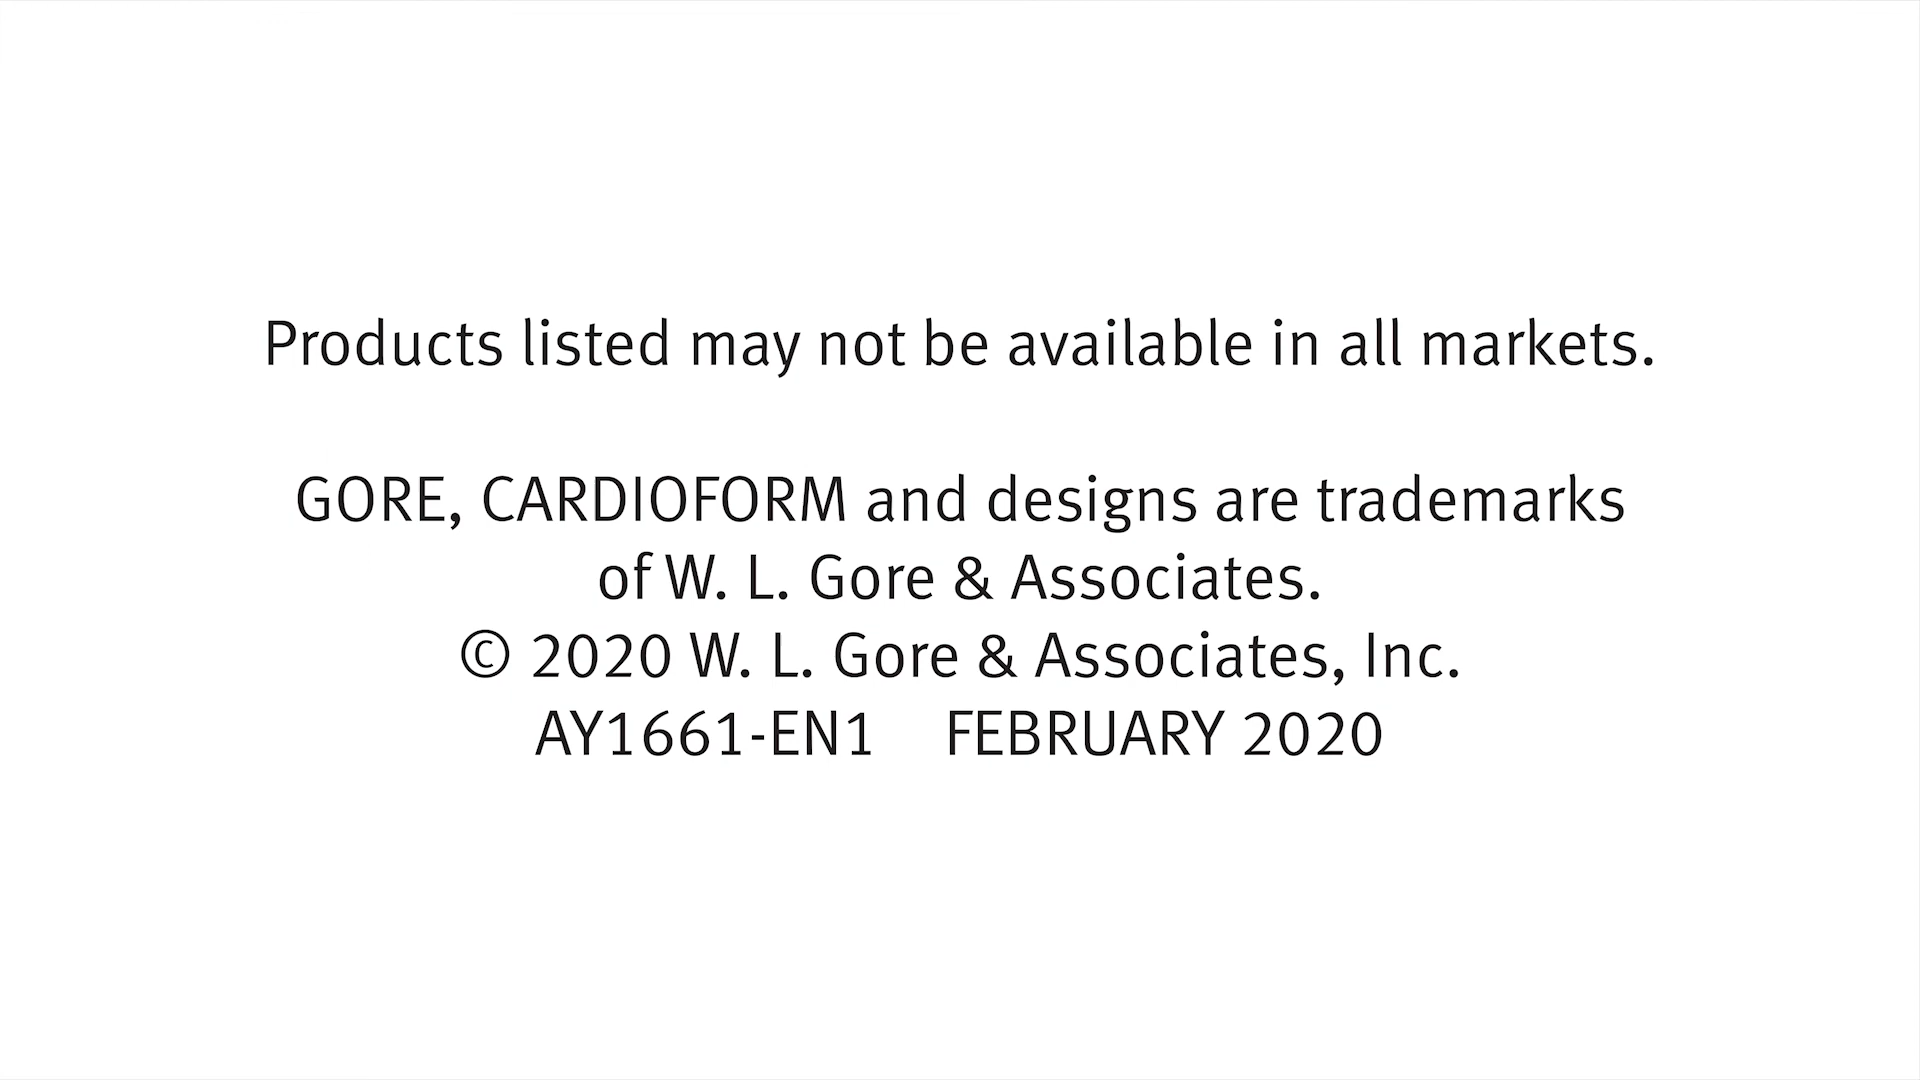 Products listed may not be available in all markets.
GORE, CARDIOFORM and designs are trademarks
of W. L. Gore & Associates.
© 2020 W. L. Gore & Associates, Inc.
AY1661-EN1 FEBRUARY 2020